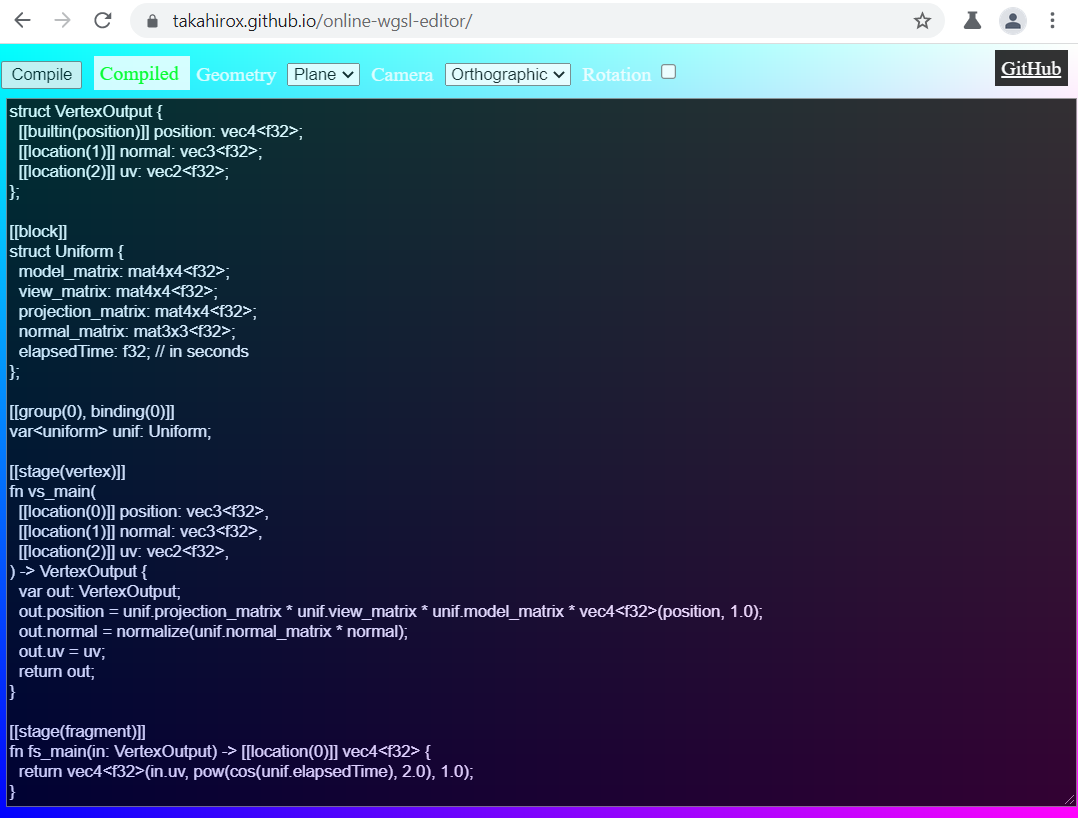 takahirox.github.io/online-wgsl-editor/
Compile Compiled Geometry Plane Camera Orthographic Rotation GitHub
struct VertexOutput {
  [[builtin(position)]] position: vec4<f32>;
  [[location(1)]] normal: vec3<f32>;
  [[location(2)]] uv: vec2<f32>;
};

[[block]]
struct Uniform {
  model_matrix: mat4x4<f32>;
  view_matrix: mat4x4<f32>;
  projection_matrix: mat4x4<f32>;
  normal_matrix: mat3x3<f32>;
  elapsedTime: f32; // in seconds
};

[[group(0), binding(0)]]
var<uniform> unif: Uniform;

[[stage(vertex)]]
fn vs_main(
  [[location(0)]] position: vec3<f32>,
  [[location(1)]] normal: vec3<f32>,
  [[location(2)]] uv: vec2<f32>,
) -> VertexOutput {
  var out: VertexOutput;
  out.position = unif.projection_matrix * unif.view_matrix * unif.model_matrix * vec4<f32>(position, 1.0);
  out.normal = normalize(unif.normal_matrix * normal);
  out.uv = uv;
  return out;
}

[[stage(fragment)]]
fn fs_main(in: VertexOutput) -> [[location(0)]] vec4<f32> {
  return vec4<f32>(in.uv, pow(cos(unif.elapsedTime), 2.0), 1.0);
}